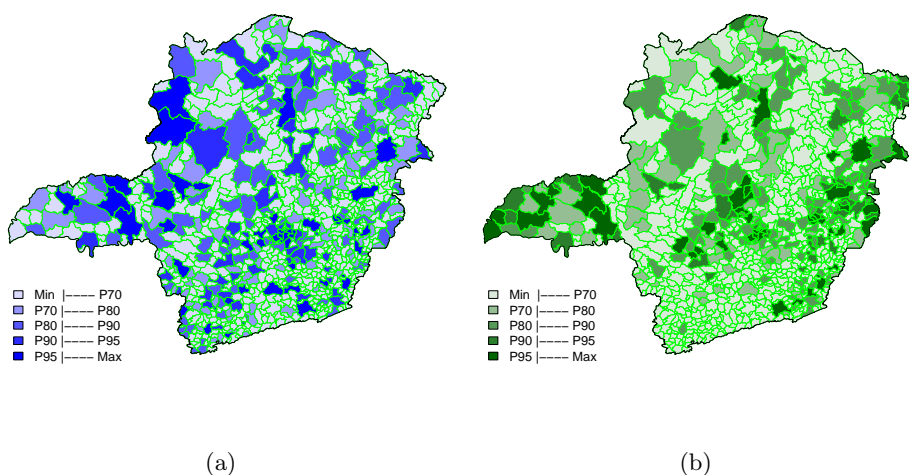 Min |---- P70
P70 |---- P80
P80 |---- P90
P90 |---- P95
P95 |---- Max
Min |---- P70
P70 |---- P80
P80 |---- P90
P90 |---- P95
P95 |---- Max
(a)
(b)